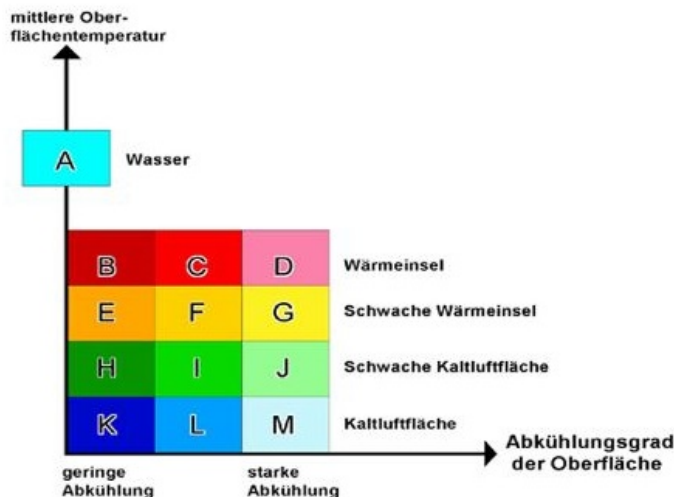 mittlere Ober-
flächentemperatur
A Wasser
B C D Wärmeinsel
E F G Schwache Wärmeinsel
H I J Schwache Kaltluftfläche
K L M Kaltluftfläche
Abkühlungsgrad
der Oberfläche
geringe
Abkühlung
starke
Abkühlung